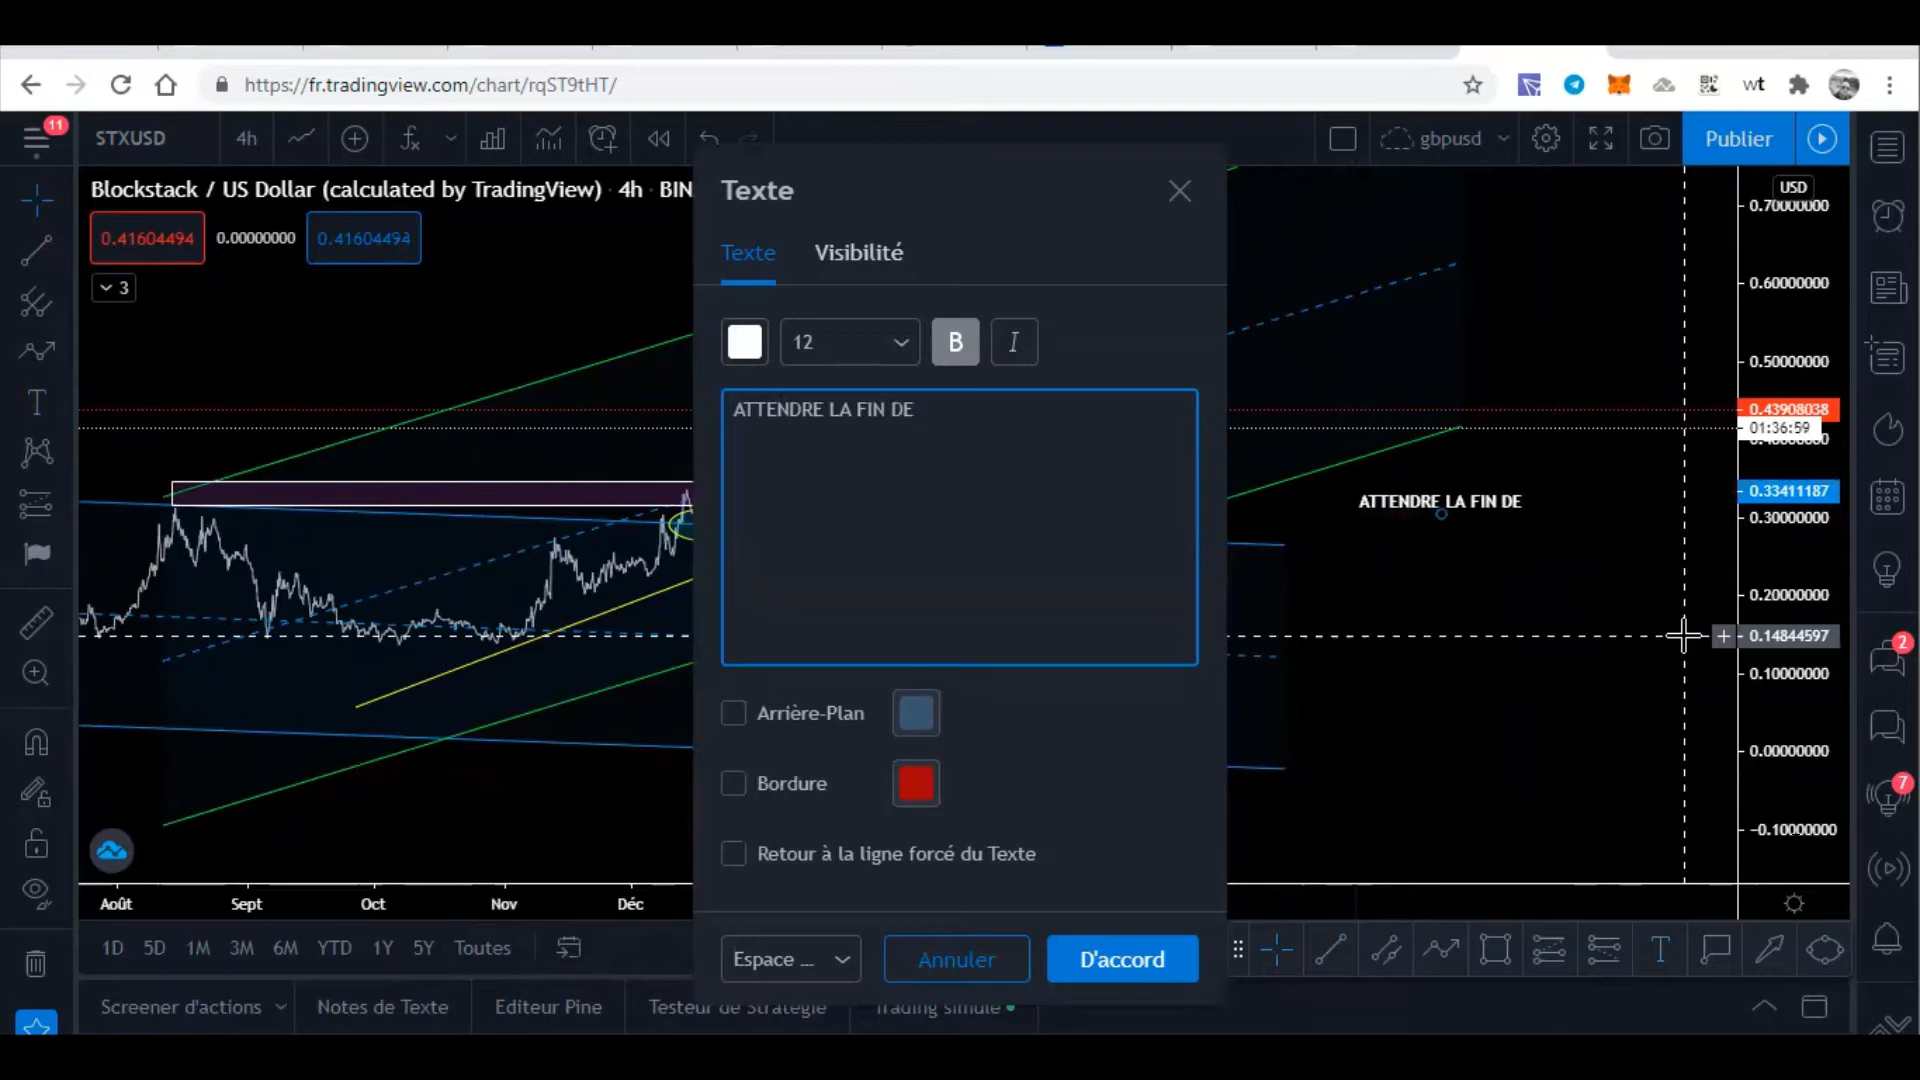 https://fr.tradingview.com/chart/rqST9tHT/
wt
11
STXUSD
4h
gbpusd
Publier
Blockstack / US Dollar (calculated by TradingView) · 4h · BIN
0.41604494
0.00000000
0.41604494
3
Texte
Texte
Visibilité
12
B
I
ATTENDRE LA FIN DE
Arrière-Plan
Bordure
Retour à la ligne forcé du Texte
Espace ...
Annuler
D'accord
ATTENDRE LA FIN DE
USD
0.70000000
0.60000000
0.50000000
0.43908038
01:36:59
0.33411187
0.30000000
0.20000000
0.14844597
0.10000000
0.00000000
-0.10000000
2
7
Août
Sept
Oct
Nov
Déc
1D
5D
1M
3M
6M
YTD
1Y
5Y
Toutes
Screener d'actions
Notes de Texte
Editeur Pine
Testeur de Stratégie
Trading simulé